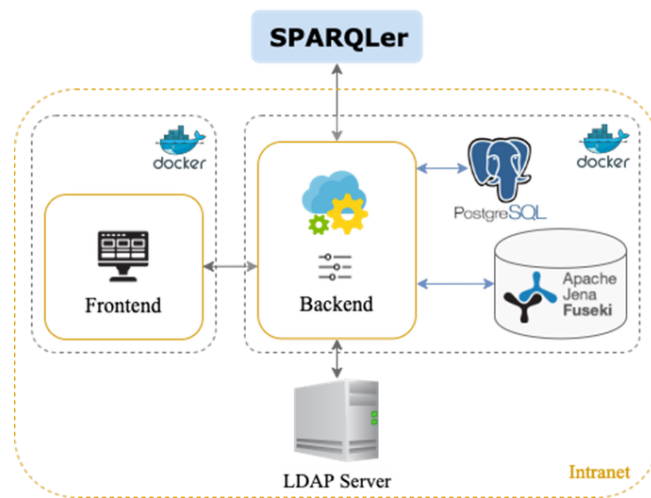 SPARQLer
docker
docker
PostgreSQL
Frontend
Backend
Apache
Jena
Fuseki
LDAP Server
Intranet